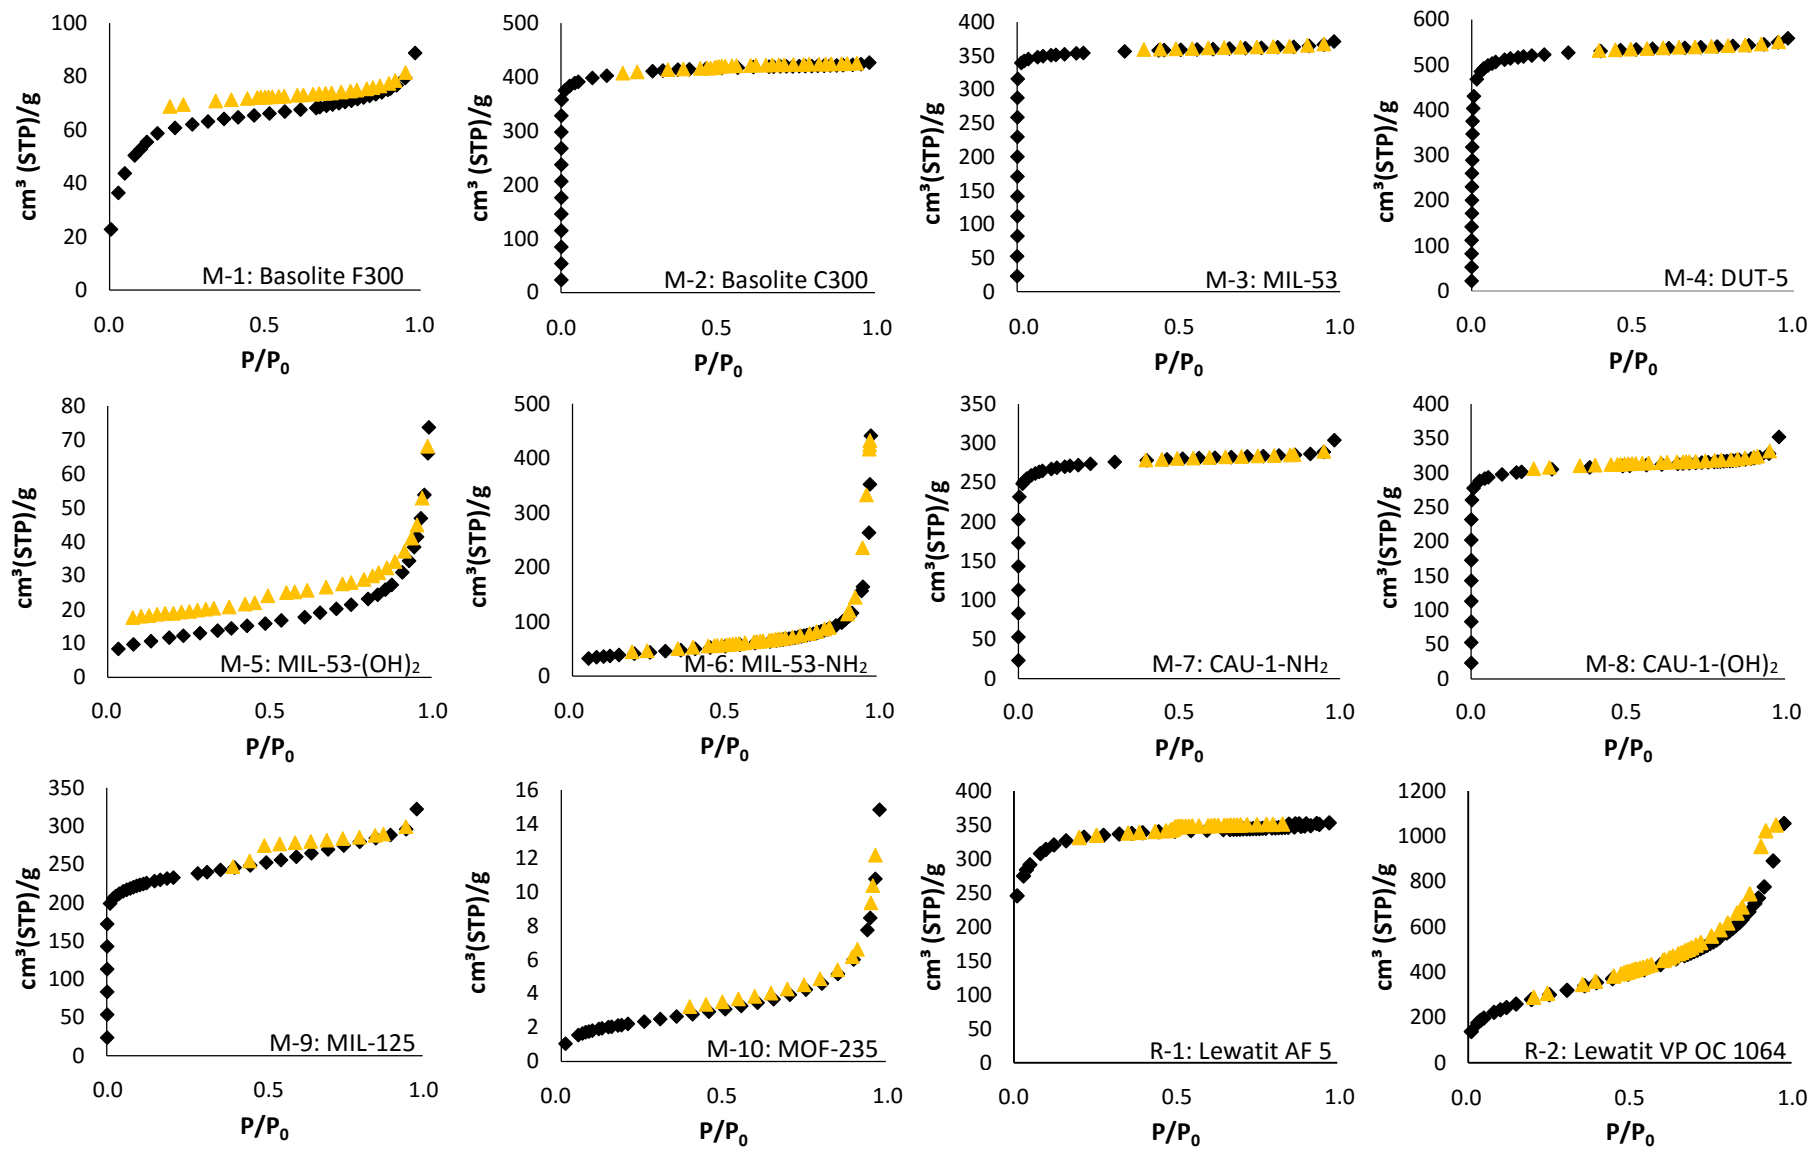 100
80
60
40
20
0
cm³ (STP)/g
M-1: Basolite F300
0.0 0.5 1.0
P/P₀
500
400
300
200
100
0
cm³ (STP)/g
M-2: Basolite C300
0.0 0.5 1.0
P/P₀
400
350
300
250
200
150
100
50
0
cm³(STP)/g
M-3: MIL-53
0.0 0.5 1.0
P/P₀
600
500
400
300
200
100
0
cm³(STP)/g
M-4: DUT-5
0.0 0.5 1.0
P/P₀
80
70
60
50
40
30
20
10
0
cm³(STP)/g
M-5: MIL-53-(OH)₂
0.0 0.5 1.0
P/P₀
500
400
300
200
100
0
cm³(STP)/g
M-6: MIL-53-NH₂
0.0 0.5 1.0
P/P₀
350
300
250
200
150
100
50
0
cm³(STP)/g
M-7: CAU-1-NH₂
0.0 0.5 1.0
P/P₀
400
350
300
250
200
150
100
50
0
cm³(STP)/g
M-8: CAU-1-(OH)₂
0.0 0.5 1.0
P/P₀
350
300
250
200
150
100
50
0
cm³(STP)/g
M-9: MIL-125
0.0 0.5 1.0
P/P₀
16
14
12
10
8
6
4
2
0
cm³(STP)/g
M-10: MOF-235
0.0 0.5 1.0
P/P₀
400
350
300
250
200
150
100
50
0
cm³ (STP)/g
R-1: Lewatit AF 5
0.0 0.5 1.0
P/P₀
1200
1000
800
600
400
200
0
cm³ (STP)/g
R-2: Lewatit VP OC 1064
0.0 0.5 1.0
P/P₀